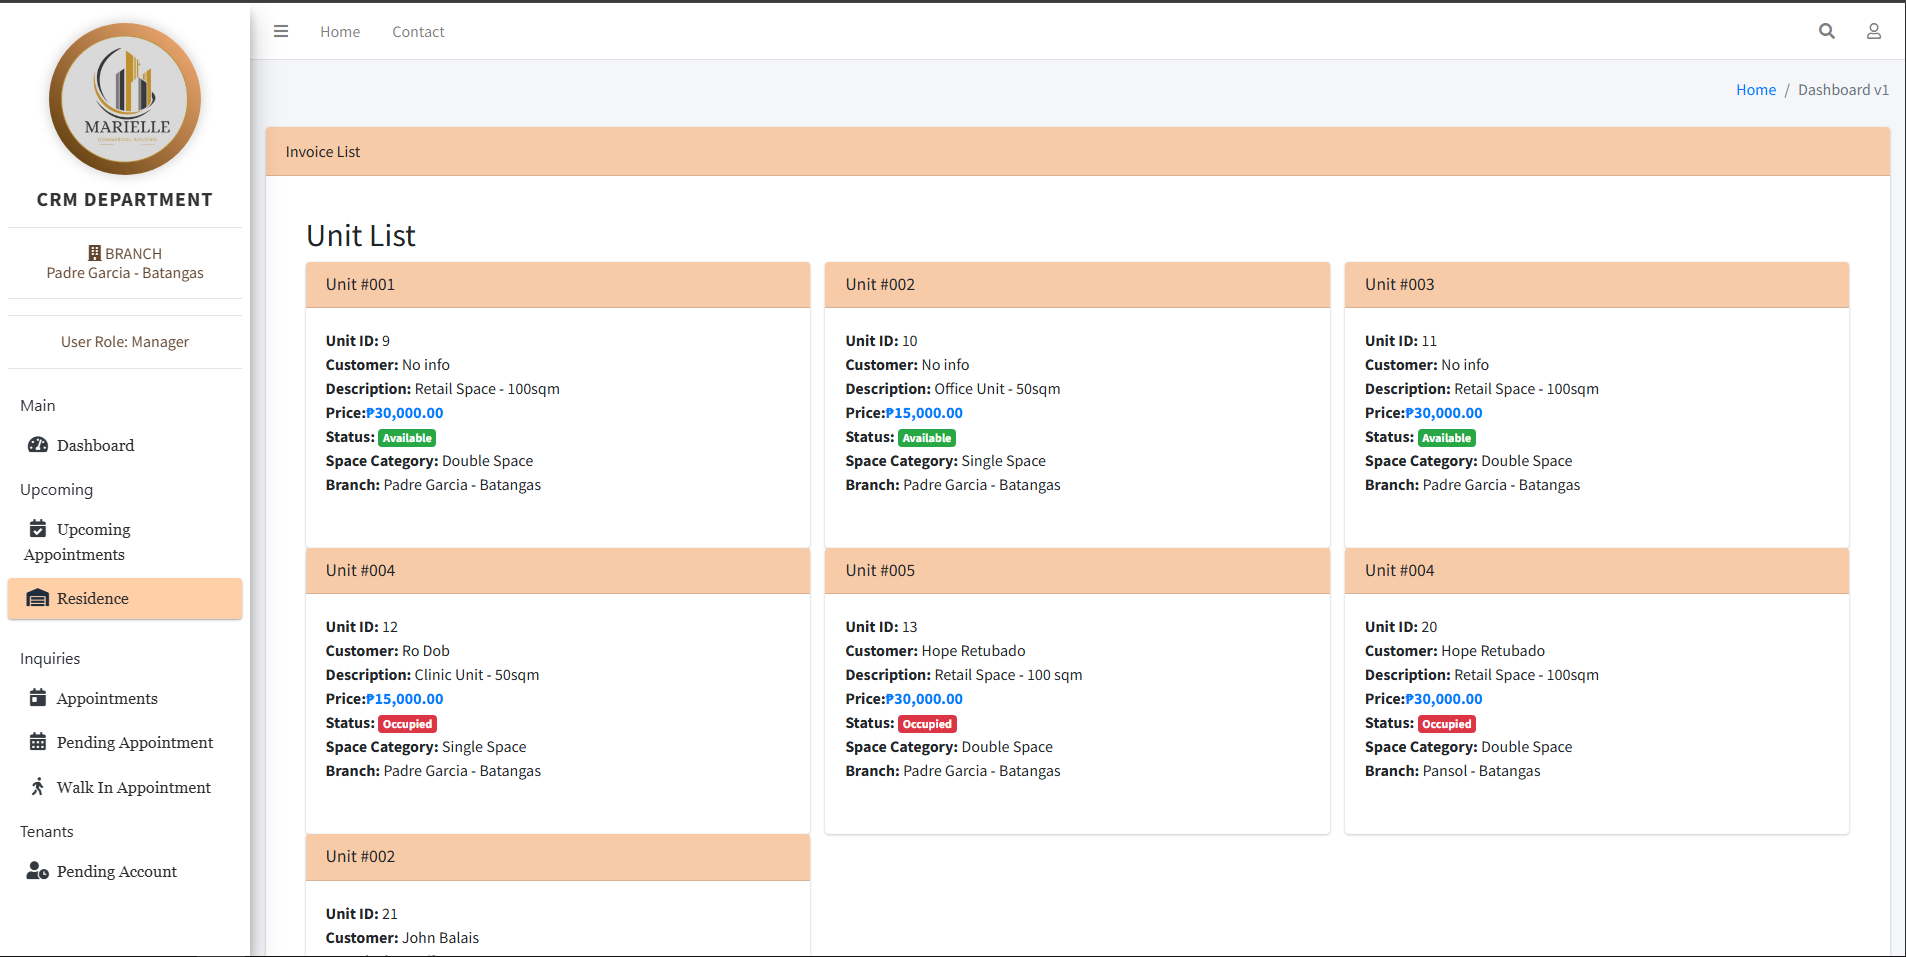 MARIELLE
COMMERCIAL BUILDING
CRM DEPARTMENT
BRANCH
Padre Garcia - Batangas
User Role: Manager
Main
Dashboard
Upcoming
Upcoming
Appointments
Residence
Inquiries
Appointments
Pending Appointment
Walk In Appointment
Tenants
Pending Account
Home Contact
Home / Dashboard v1
Invoice List
Unit List
Unit #001
Unit ID: 9
Customer: No info
Description: Retail Space - 100sqm
Price:₱30,000.00
Status: Available
Space Category: Double Space
Branch: Padre Garcia - Batangas
Unit #002
Unit ID: 10
Customer: No info
Description: Office Unit - 50sqm
Price:₱15,000.00
Status: Available
Space Category: Single Space
Branch: Padre Garcia - Batangas
Unit #003
Unit ID: 11
Customer: No info
Description: Retail Space - 100sqm
Price:₱30,000.00
Status: Available
Space Category: Double Space
Branch: Padre Garcia - Batangas
Unit #004
Unit ID: 12
Customer: Ro Dob
Description: Clinic Unit - 50sqm
Price:₱15,000.00
Status: Occupied
Space Category: Single Space
Branch: Padre Garcia - Batangas
Unit #005
Unit ID: 13
Customer: Hope Retubado
Description: Retail Space - 100 sqm
Price:₱30,000.00
Status: Occupied
Space Category: Double Space
Branch: Padre Garcia - Batangas
Unit #004
Unit ID: 20
Customer: Hope Retubado
Description: Retail Space - 100sqm
Price:₱30,000.00
Status: Occupied
Space Category: Double Space
Branch: Pansol - Batangas
Unit #002
Unit ID: 21
Customer: John Balais